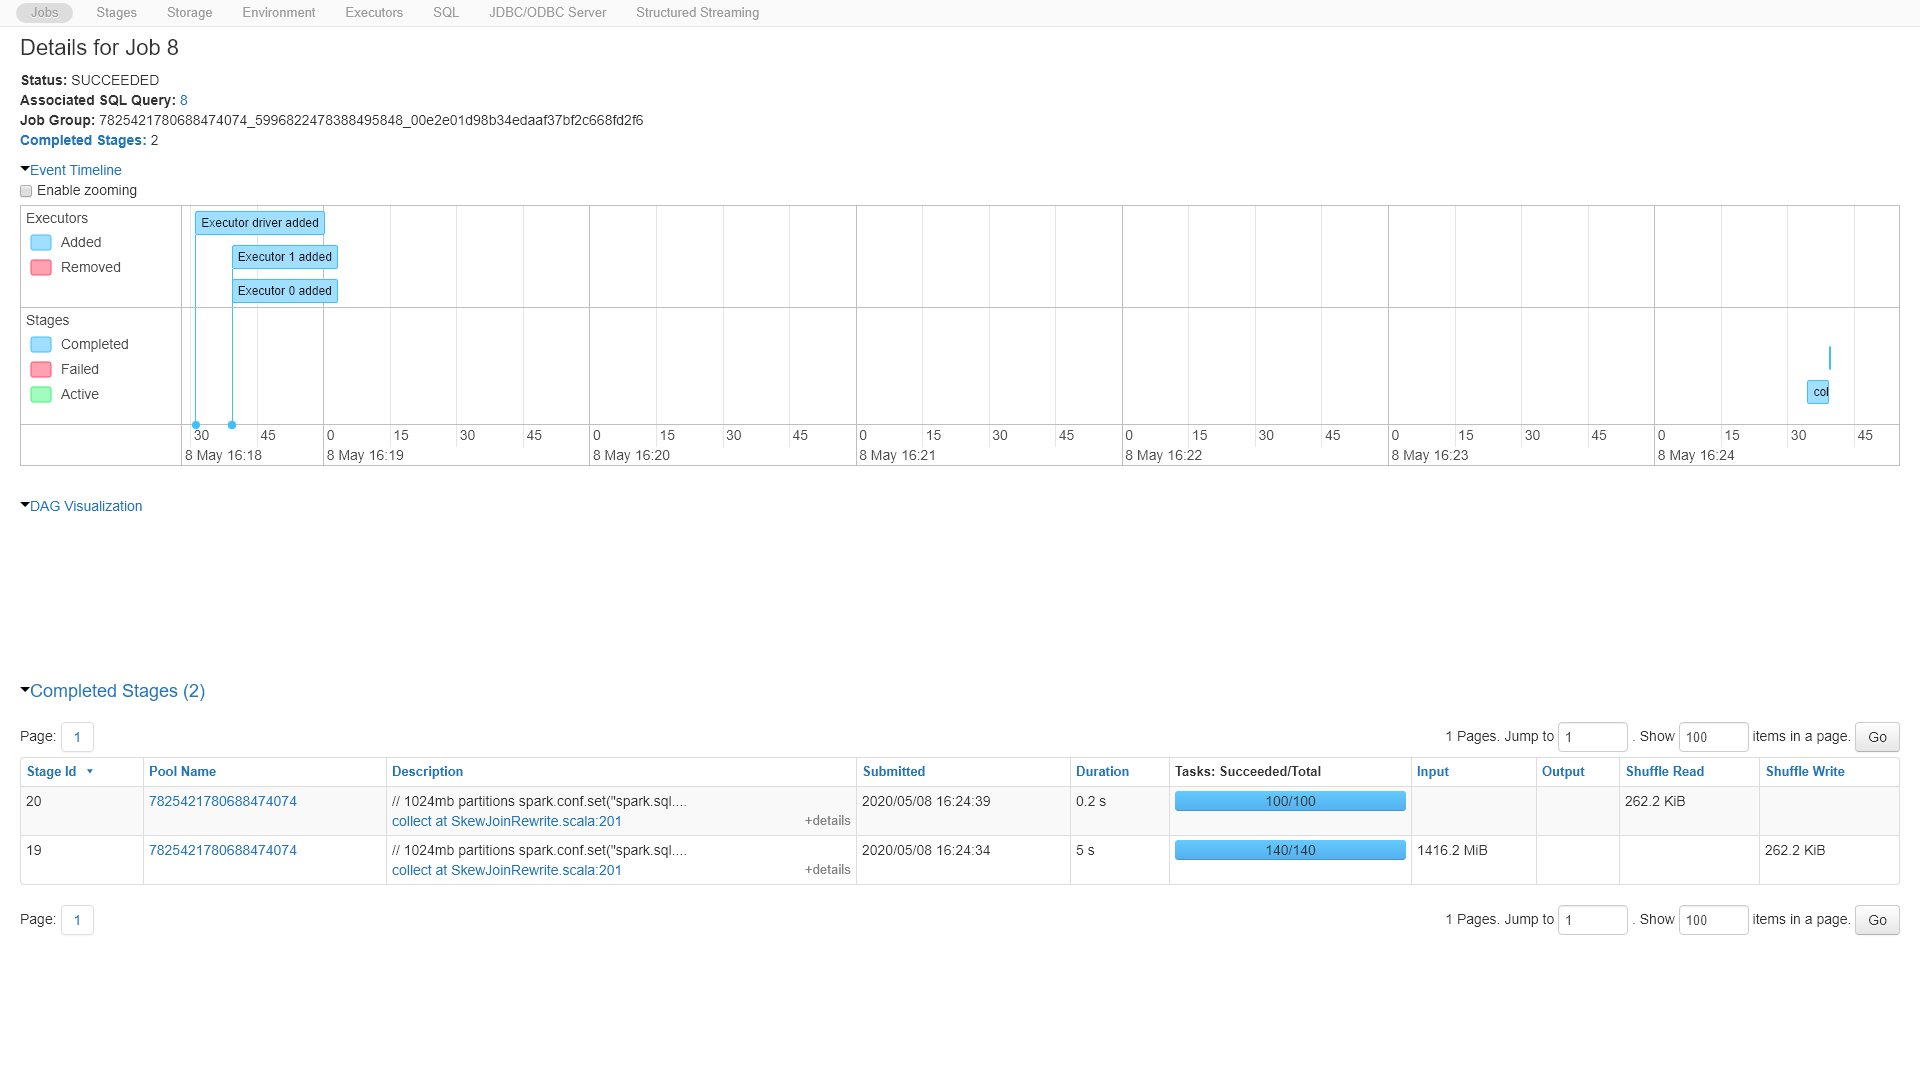 Jobs Stages Storage Environment Executors SQL JDBC/ODBC Server Structured Streaming
Details for Job 8
Status: SUCCEEDED
Associated SQL Query: 8
Job Group: 7825421780688474074_5996822478388495848_00e2e01d98b34edaaf37bf2c668fd2f6
Completed Stages: 2
Event Timeline
Enable zooming
Executors
Added
Removed
Executor driver added
Executor 1 added
Executor 0 added
Stages
Completed
Failed
Active
col
30 45 0 15 30 45 0 15 30 45 0 15 30 45 0 15 30 45 0 15 30 45 0 15 30 45
8 May 16:18 8 May 16:19 8 May 16:20 8 May 16:21 8 May 16:22 8 May 16:23 8 May 16:24
DAG Visualization
Completed Stages (2)
Page: 1 1 Pages. Jump to 1 . Show 100 items in a page. Go
Stage Id Pool Name Description Submitted Duration Tasks: Succeeded/Total Input Output Shuffle Read Shuffle Write
20 7825421780688474074 // 1024mb partitions spark.conf.set("spark.sql.... 2020/05/08 16:24:39 0.2 s 100/100 262.2 KiB
collect at SkewJoinRewrite.scala:201 +details
19 7825421780688474074 // 1024mb partitions spark.conf.set("spark.sql.... 2020/05/08 16:24:34 5 s 140/140 1416.2 MiB 262.2 KiB
collect at SkewJoinRewrite.scala:201 +details
Page: 1 1 Pages. Jump to 1 . Show 100 items in a page. Go